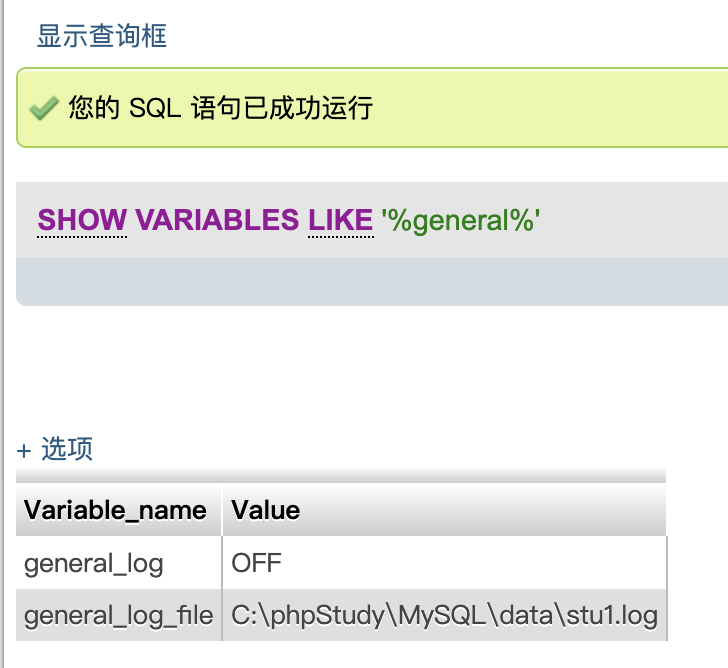 显示查询框
您的 SQL 语句已成功运行
SHOW VARIABLES LIKE '%general%'
+ 选项
Variable_name Value
general_log OFF
general_log_file C:\phpStudy\MySQL\data\stu1.log